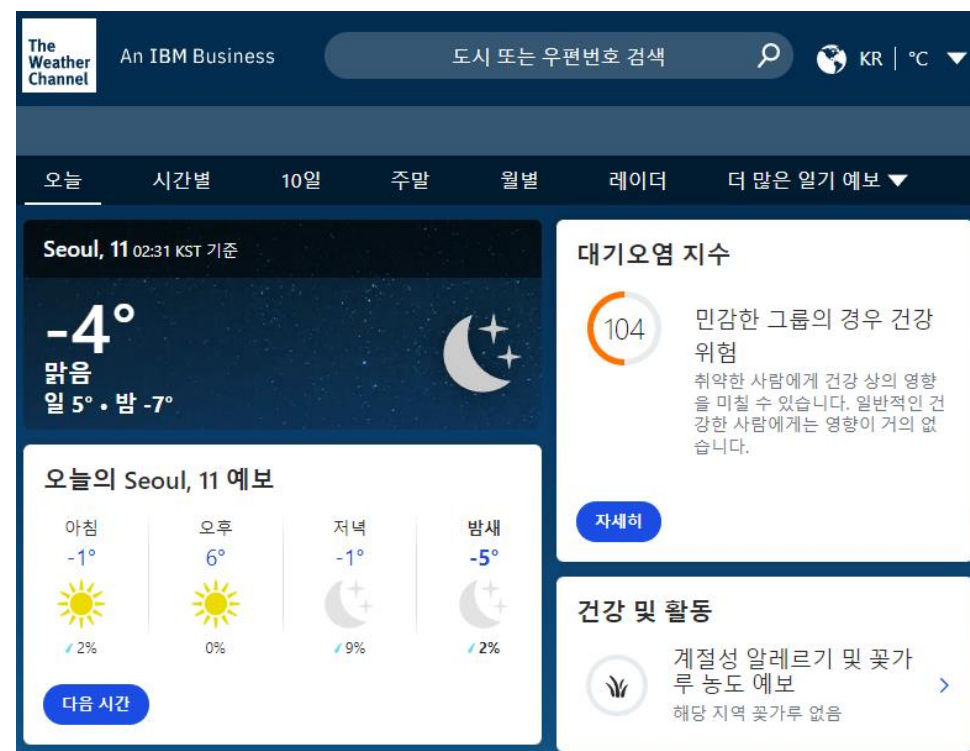 The
Weather
Channel
An IBM Business
도시 또는 우편번호 검색
KR | °C
오늘 시간별 10일 주말 월별 레이더 더 많은 일기 예보
Seoul, 11 02:31 KST 기준
-4°
맑음
일 5° • 밤 -7°
오늘의 Seoul, 11 예보
아침 오후 저녁 밤새
-1° 6° -1° -5°
2% 0% 9% 2%
다음 시간
대기오염 지수
104
민감한 그룹의 경우 건강
위험
취약한 사람에게 건강 상의 영향
을 미칠 수 있습니다. 일반적인 건
강한 사람에게는 영향이 거의 없
습니다.
자세히
건강 및 활동
계절성 알레르기 및 꽃가
루 농도 예보
해당 지역 꽃가루 없음